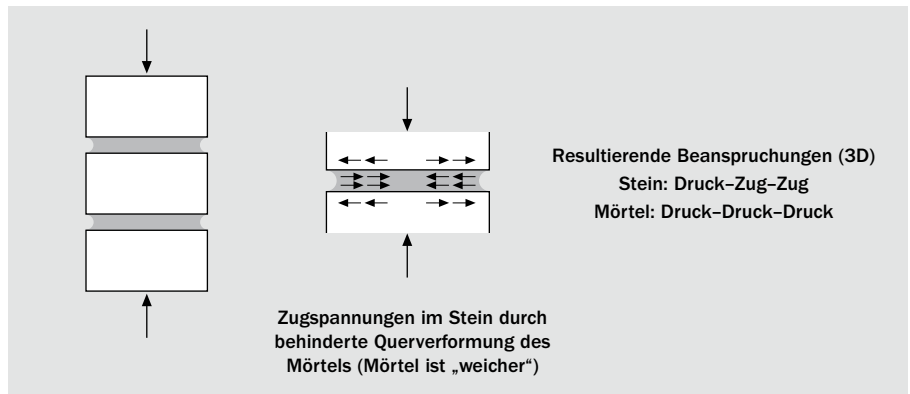 Resultierende Beanspruchungen (3D)
Stein: Druck–Zug–Zug
Mörtel: Druck–Druck–Druck
Zugspannungen im Stein durch
behinderte Querverformung des
Mörtels (Mörtel ist „weicher“)